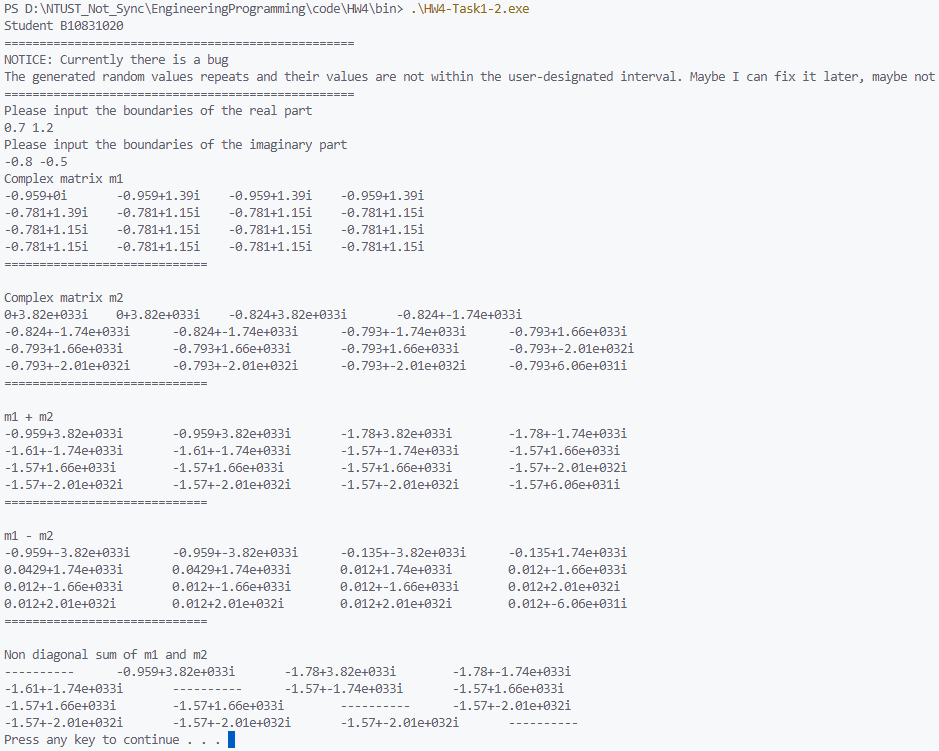 PS D:\NTUST_Not_Sync\EngineeringProgramming\code\HW4\bin> .\HW4-Task1-2.exe
Student B10831020
==================================================
NOTICE: Currently there is a bug
The generated random values repeats and their values are not within the user-designated interval. Maybe I can fix it later, maybe not
==================================================
Please input the boundaries of the real part
0.7 1.2
Please input the boundaries of the imaginary part
-0.8 -0.5
Complex matrix m1
-0.959+0i -0.959+1.39i -0.959+1.39i -0.959+1.39i
-0.781+1.39i -0.781+1.15i -0.781+1.15i -0.781+1.15i
-0.781+1.15i -0.781+1.15i -0.781+1.15i -0.781+1.15i
-0.781+1.15i -0.781+1.15i -0.781+1.15i -0.781+1.15i
=============================
Complex matrix m2
0+3.82e+033i 0+3.82e+033i -0.824+3.82e+033i -0.824+-1.74e+033i
-0.824+-1.74e+033i -0.824+-1.74e+033i -0.793+-1.74e+033i -0.793+1.66e+033i
-0.793+1.66e+033i -0.793+1.66e+033i -0.793+1.66e+033i -0.793+-2.01e+032i
-0.793+-2.01e+032i -0.793+-2.01e+032i -0.793+-2.01e+032i -0.793+6.06e+031i
=============================
m1 + m2
-0.959+3.82e+033i -0.959+3.82e+033i -1.78+3.82e+033i -1.78+-1.74e+033i
-1.61+-1.74e+033i -1.61+-1.74e+033i -1.57+-1.74e+033i -1.57+1.66e+033i
-1.57+1.66e+033i -1.57+1.66e+033i -1.57+1.66e+033i -1.57+-2.01e+032i
-1.57+-2.01e+032i -1.57+-2.01e+032i -1.57+-2.01e+032i -1.57+6.06e+031i
=============================
m1 - m2
-0.959+-3.82e+033i -0.959+-3.82e+033i -0.135+-3.82e+033i -0.135+1.74e+033i
0.0429+1.74e+033i 0.0429+1.74e+033i 0.012+1.74e+033i 0.012+-1.66e+033i
0.012+-1.66e+033i 0.012+-1.66e+033i 0.012+-1.66e+033i 0.012+2.01e+032i
0.012+2.01e+032i 0.012+2.01e+032i 0.012+2.01e+032i 0.012+-6.06e+031i
=============================
Non diagonal sum of m1 and m2
---------- -0.959+3.82e+033i -1.78+3.82e+033i -1.78+-1.74e+033i
-1.61+-1.74e+033i ---------- -1.57+-1.74e+033i -1.57+1.66e+033i
-1.57+1.66e+033i -1.57+1.66e+033i ---------- -1.57+-2.01e+032i
-1.57+-2.01e+032i -1.57+-2.01e+032i -1.57+-2.01e+032i ----------
Press any key to continue . . .